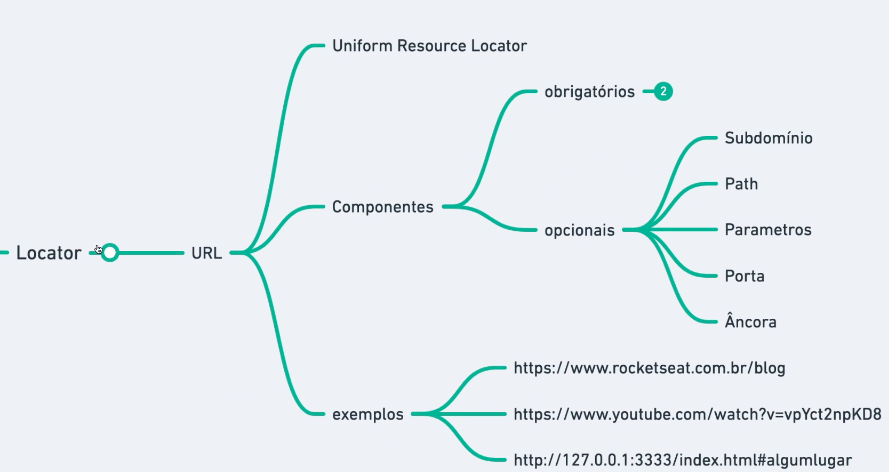 Locator
URL
Uniform Resource Locator
Componentes
obrigatórios
2
opcionais
Subdomínio
Path
Parametros
Porta
Âncora
exemplos
https://www.rocketseat.com.br/blog
https://www.youtube.com/watch?v=vpYct2npKD8
http://127.0.0.1:3333/index.html#algumlugar